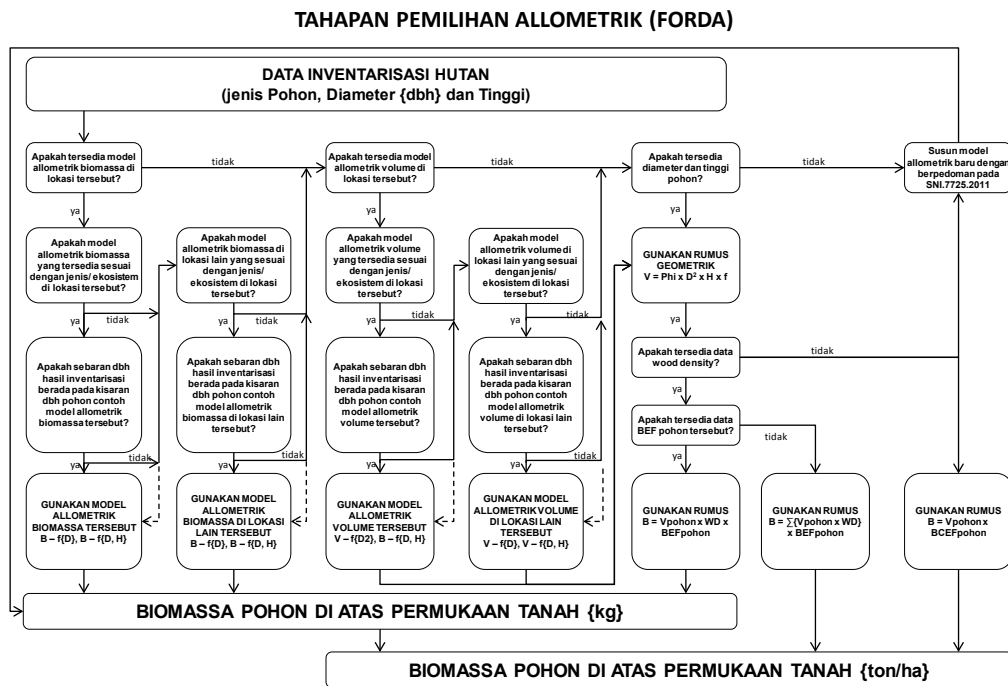 TAHAPAN PEMILIHAN ALLOMETRIK (FORDA)
DATA INVENTARISASI HUTAN
(jenis Pohon, Diameter {dbh} dan Tinggi)
Apakah tersedia model
allometrik biomassa di
lokasi tersebut?
tidak
Apakah tersedia model
allometrik volume di
lokasi tersebut?
tidak
Apakah tersedia
diameter dan tinggi
pohon?
tidak
Susun model
allometrik baru dengan
berpedoman pada
SNI.7725.2011
ya
ya
ya
Apakah model
allometrik biomassa
yang tersedia sesuai
dengan jenis/ ekosistem
di lokasi tersebut?
Apakah model
allometrik biomassa di
lokasi lain yang sesuai
dengan jenis/
ekosistem di lokasi
tersebut?
Apakah model
allometrik volume
yang tersedia sesuai
dengan jenis/
ekosistem di lokasi
tersebut?
Apakah model
allometrik volume di
lokasi lain yang sesuai
dengan jenis/
ekosistem di lokasi
tersebut?
GUNAKAN RUMUS
GEOMETRIK
V = Phi x D² x H x f
ya
tidak
ya
tidak
ya
tidak
ya
tidak
ya
Apakah sebaran dbh
hasil inventarisasi
berada pada kisaran
dbh pohon contoh
model allometrik
biomassa tersebut?
Apakah sebaran dbh
hasil inventarisasi
berada pada kisaran
dbh pohon contoh
model allometrik
biomassa di lokasi lain
tersebut?
Apakah sebaran dbh
hasil inventarisasi
berada pada kisaran
dbh pohon contoh
model allometrik
volume tersebut?
Apakah sebaran dbh
hasil inventarisasi
berada pada kisaran
dbh pohon contoh
model allometrik
volume di lokasi lain
tersebut?
Apakah tersedia data
wood density?
tidak
ya
Apakah tersedia data
BEF pohon tersebut?
tidak
ya
ya
tidak
ya
tidak
ya
tidak
ya
tidak
GUNAKAN MODEL
ALLOMETRIK
BIOMASSA TERSEBUT
B – f{D}, B – f{D, H}
GUNAKAN MODEL
ALLOMETRIK
BIOMASSA DI LOKASI
LAIN TERSEBUT
B – f{D}, B – f{D, H}
GUNAKAN MODEL
ALLOMETRIK
VOLUME TERSEBUT
V – f{D2}, B – f{D, H}
GUNAKAN MODEL
ALLOMETRIK VOLUME
DI LOKASI LAIN
TERSEBUT
V – f{D}, V – f{D, H}
GUNAKAN RUMUS
B = Vpohon x WD x
BEFpohon
GUNAKAN RUMUS
B = ∑{Vpohon x WD}
x BEFpohon
GUNAKAN RUMUS
B = Vpohon x
BCEFpohon
BIOMASSA POHON DI ATAS PERMUKAAN TANAH {kg}
BIOMASSA POHON DI ATAS PERMUKAAN TANAH {ton/ha}